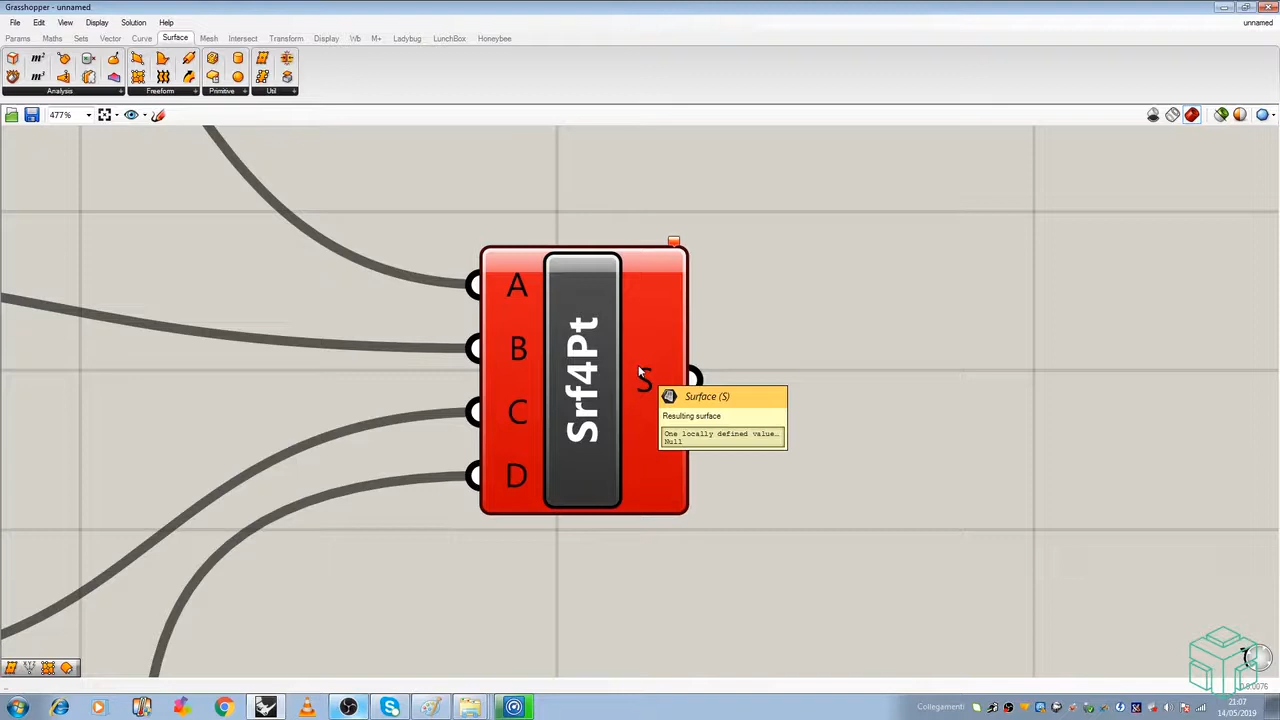 Grasshopper - unnamed
File Edit View Display Solution Help
unnamed
Params Maths Sets Vector Curve Surface Mesh Intersect Transform Display Wb M+ Ladybug LunchBox Honeybee
m² m³
Analysis Freeform Primitive Util
477%
A
B
C
D
Srf4Pt
S
Surface (S)
Resulting surface
One locally defined value…
Null
Collegamenti
21:07
14/05/2019